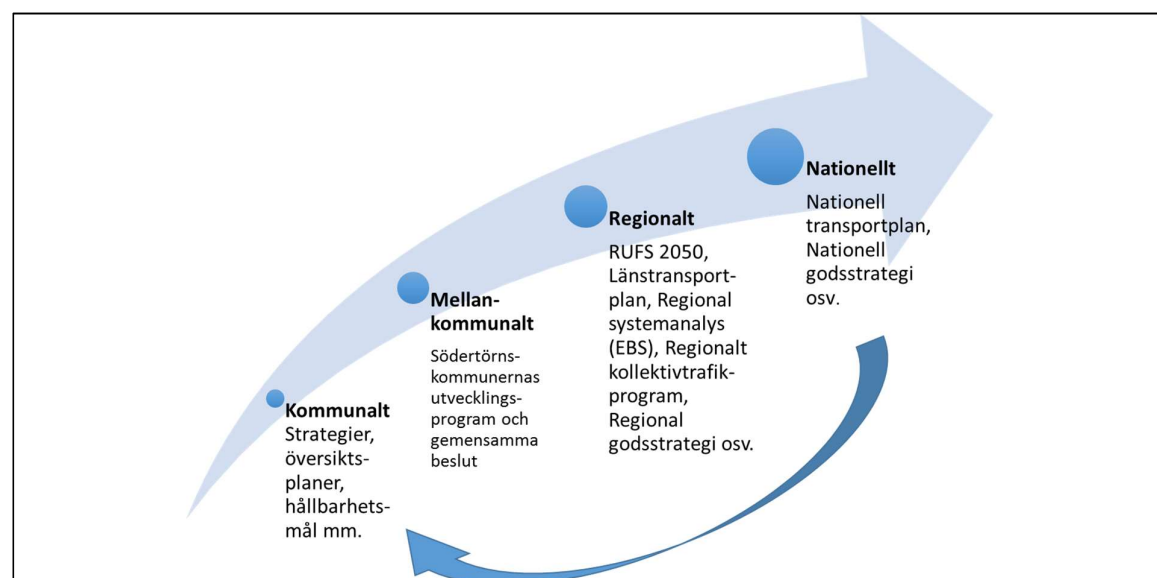 Kommunalt
Strategier,
översikts-
planer,
hållbarhets-
mål mm.
Mellan-
kommunalt
Södertörns-
kommunernas
utvecklings-
program och
gemensamma
beslut
Regionalt
RUFS 2050,
Länstransport-
plan, Regional
systemanalys
(EBS), Regionalt
kollektivtrafik-
program,
Regional
godsstrategi osv.
Nationellt
Nationell
transportplan,
Nationell
godsstrategi
osv.